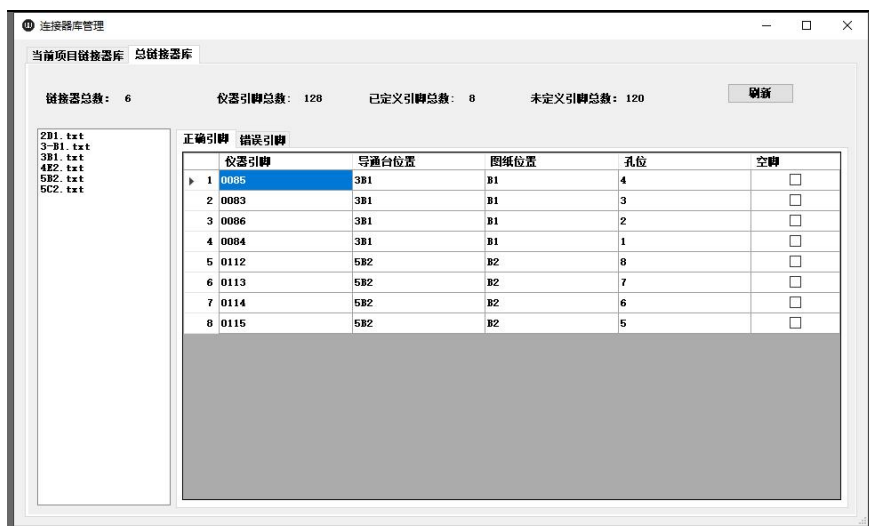 连接器库管理
当前项目链接器库 总链接器库
链接器总数： 6 仪器引脚总数： 128 已定义引脚总数： 8 未定义引脚总数：120 刷新
2D1.txt
3-B1.txt
3B1.txt
4E2.txt
5B2.txt
5C2.txt
正确引脚 错误引脚
仪器引脚 导通台位置 图纸位置 孔位 空脚
1 0085 3B1 B1 4
2 0083 3B1 B1 3
3 0086 3B1 B1 2
4 0084 3B1 B1 1
5 0112 5B2 B2 8
6 0113 5B2 B2 7
7 0114 5B2 B2 6
8 0115 5B2 B2 5